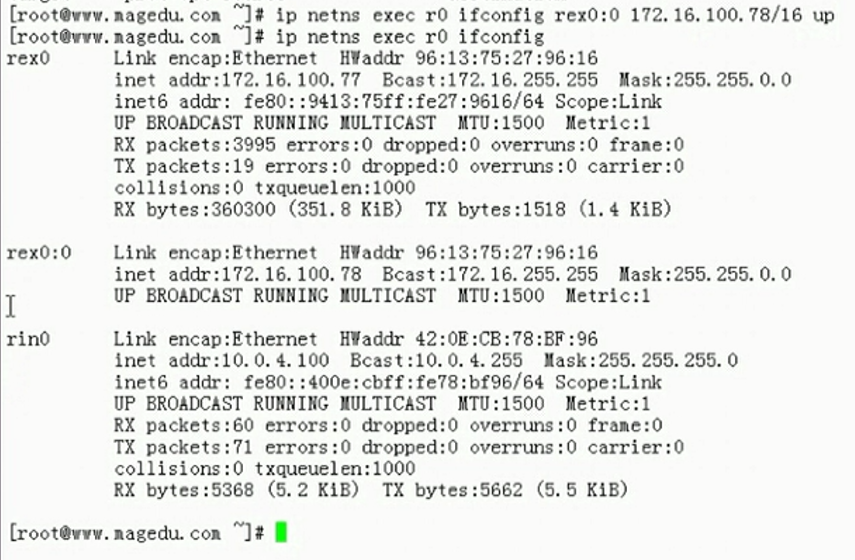 [root@www.magedu.com ~]# ip netns exec r0 ifconfig rex0:0 172.16.100.78/16 up
[root@www.magedu.com ~]# ip netns exec r0 ifconfig
rex0 Link encap:Ethernet HWaddr 96:13:75:27:96:16
inet addr:172.16.100.77 Bcast:172.16.255.255 Mask:255.255.0.0
inet6 addr: fe80::9413:75ff:fe27:9616/64 Scope:Link
UP BROADCAST RUNNING MULTICAST MTU:1500 Metric:1
RX packets:3995 errors:0 dropped:0 overruns:0 frame:0
TX packets:19 errors:0 dropped:0 overruns:0 carrier:0
collisions:0 txqueuelen:1000
RX bytes:360300 (351.8 KiB) TX bytes:1518 (1.4 KiB)
rex0:0 Link encap:Ethernet HWaddr 96:13:75:27:96:16
inet addr:172.16.100.78 Bcast:172.16.255.255 Mask:255.255.0.0
UP BROADCAST RUNNING MULTICAST MTU:1500 Metric:1
rin0 Link encap:Ethernet HWaddr 42:0E:CB:78:BF:96
inet addr:10.0.4.100 Bcast:10.0.4.255 Mask:255.255.255.0
inet6 addr: fe80::400e:cbff:fe78:bf96/64 Scope:Link
UP BROADCAST RUNNING MULTICAST MTU:1500 Metric:1
RX packets:60 errors:0 dropped:0 overruns:0 frame:0
TX packets:71 errors:0 dropped:0 overruns:0 carrier:0
collisions:0 txqueuelen:1000
RX bytes:5368 (5.2 KiB) TX bytes:5662 (5.5 KiB)
[root@www.magedu.com ~]#